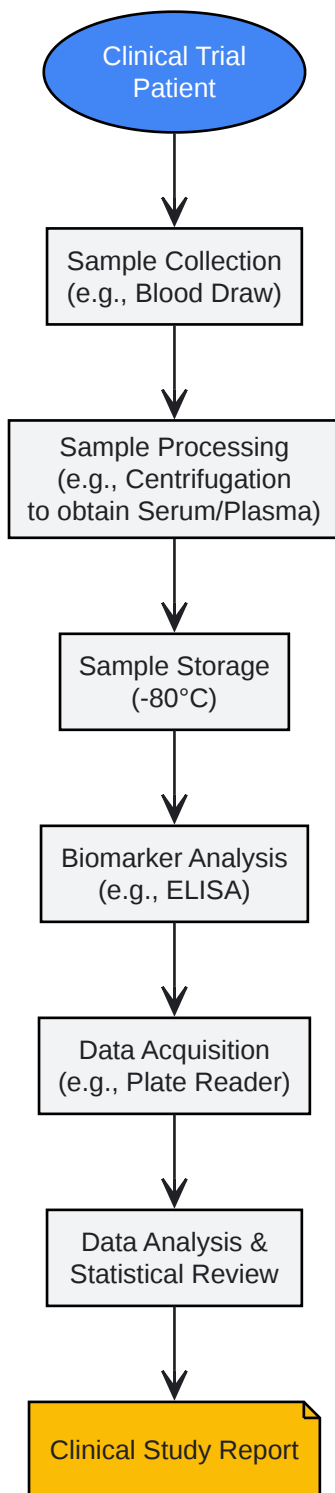 Clinical Trial
Patient
Sample Collection
(e.g., Blood Draw)
Sample Processing
(e.g., Centrifugation
to obtain Serum/Plasma)
Sample Storage
(-80°C)
Biomarker Analysis
(e.g., ELISA)
Data Acquisition
(e.g., Plate Reader)
Data Analysis &
Statistical Review
Clinical Study Report